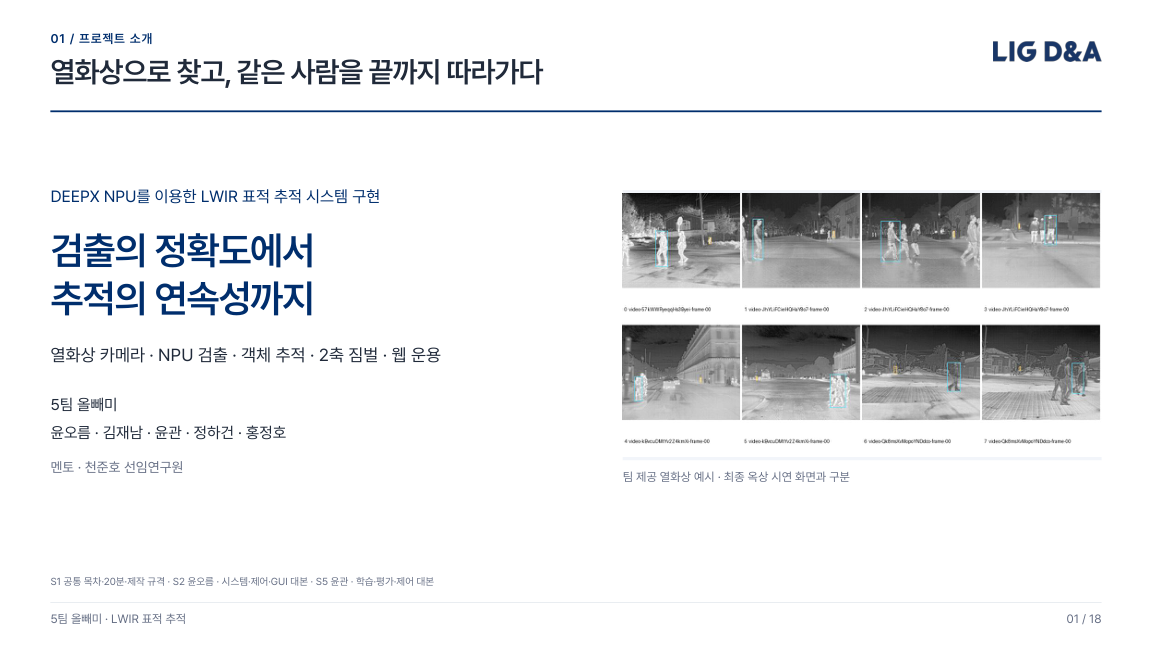 01 / 프로젝트 소개
열화상으로 찾고, 같은 사람을 끝까지 따라가다
LIG D&A
DEEPX NPU를 이용한 LWIR 표적 추적 시스템 구현
검출의 정확도에서
추적의 연속성까지
열화상 카메라 · NPU 검출 · 객체 추적 · 2축 짐벌 · 웹 운용
5팀 올빼미
윤오름 · 김재남 · 윤관 · 정하건 · 홍정호
멘토 · 천준호 선임연구원
팀 제공 열화상 예시 · 최종 옥상 시연 화면과 구분
S1 공통 목차·20분·제작 규격 · S2 윤오름 · 시스템·제어·GUI 대본 · S5 윤관 · 학습·평가·제어 대본
5팀 올빼미 · LWIR 표적 추적
01 / 18